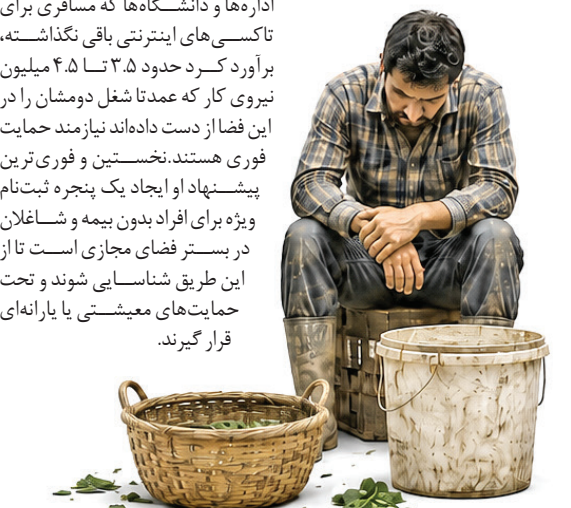 اداره‌ها و دانشگاه‌ها که مسافری برای
تاکسی‌های اینترنتی باقی نگذاشته،
برآورد کرد حدود ۳.۵ تا ۴.۵ میلیون
نیروی کار که عمدتا شغل دومشان را در
این فضا از دست داده‌اند نیازمند حمایت
فوری هستند.نخستین و فوری‌ترین
پیشنهاد او ایجاد یک پنجره ثبت‌نام
ویژه برای افراد بدون بیمه و شاغلان
در بستر فضای مجازی است تا از
این طریق شناسایی شوند و تحت
حمایت‌های معیشتی یا یارانه‌ای
قرار گیرند.